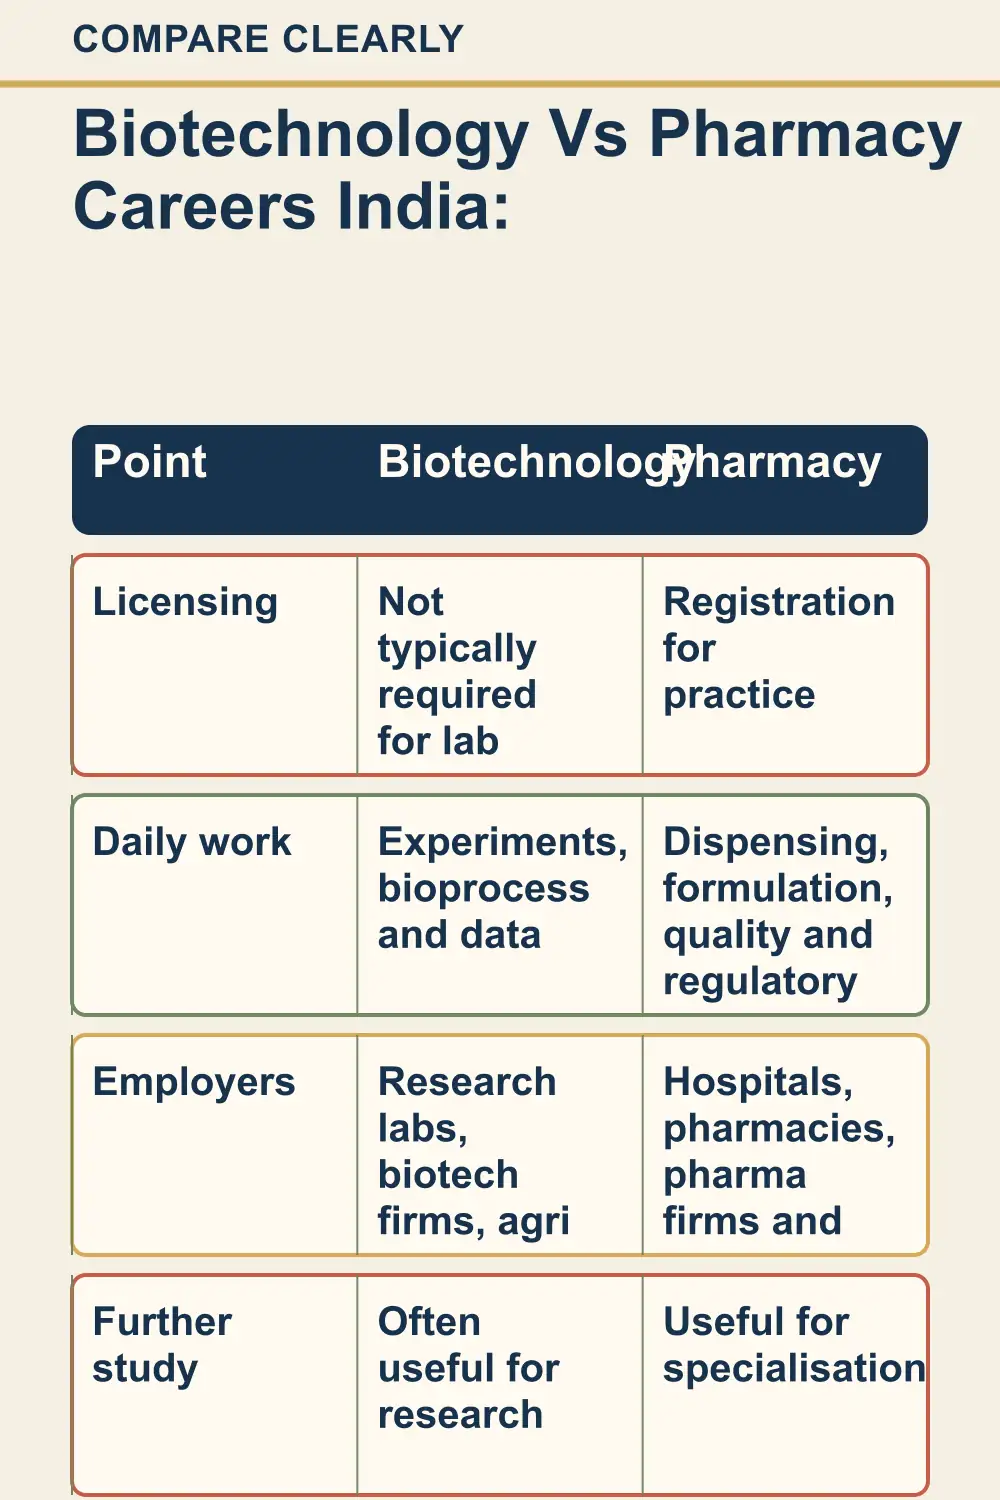 COMPARE CLEARLY
Biotechnology Vs Pharmacy
Careers India:
Point
Biotechnology
Pharmacy
Licensing
Not
typically
required
for lab
Registration
for
practice
Daily work
Experiments,
bioprocess
and data
Dispensing,
formulation,
quality and
regulatory
Employers
Research
labs,
biotech
firms, agri
Hospitals,
pharmacies,
pharma
firms and
Further
study
Often
useful for
research
Useful for
specialisation